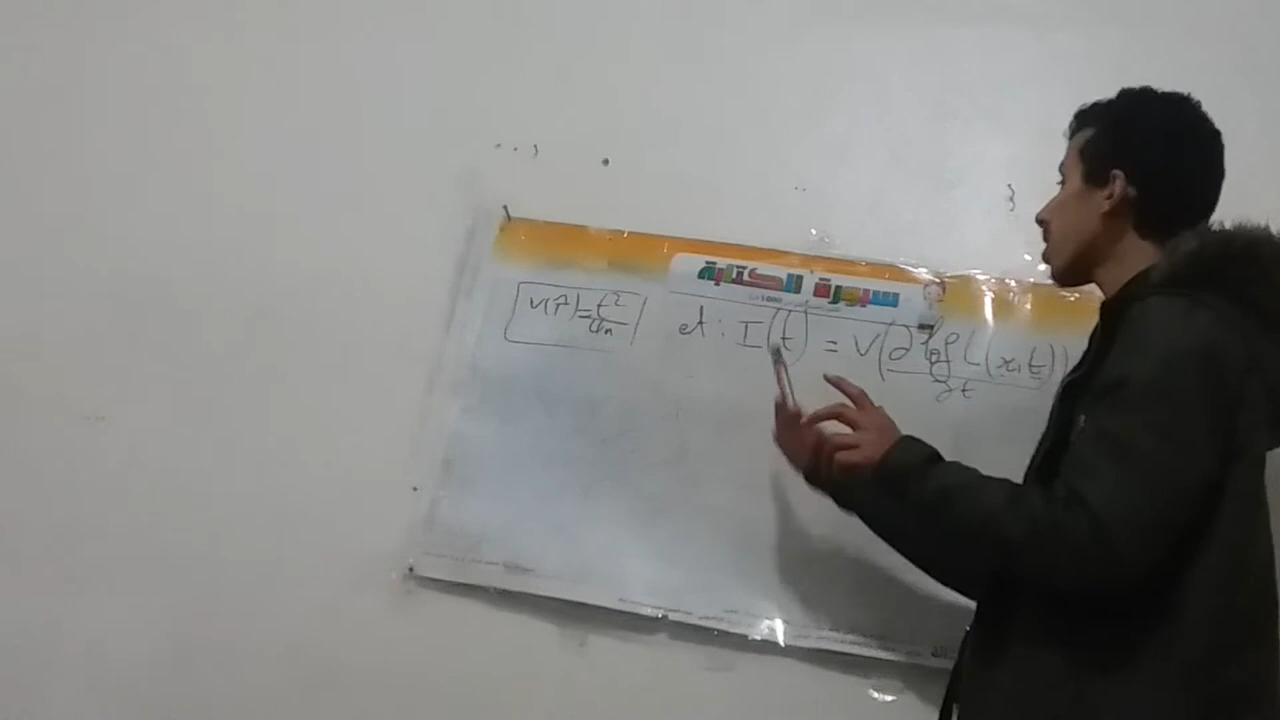 سبورة الكتابة
V(T̂) = t²/4n
et : I(t) = V(∂ log L(x, t) / ∂t)